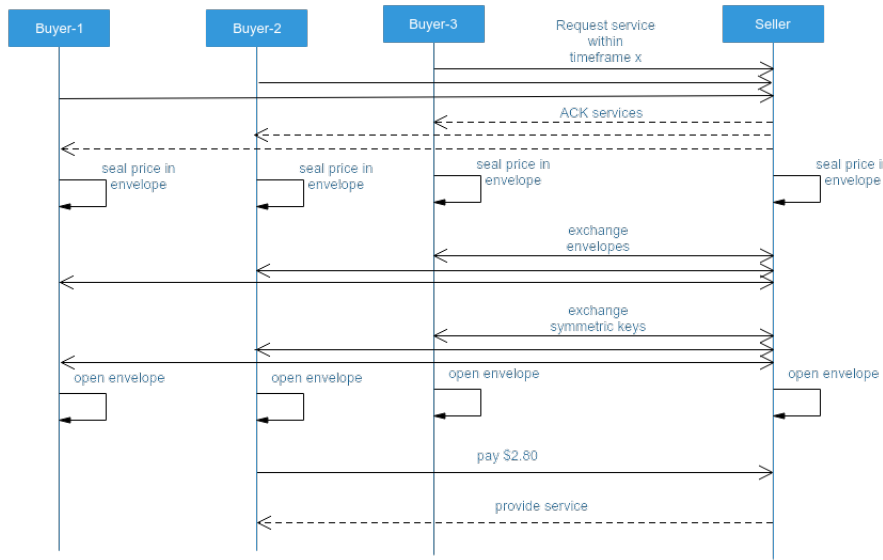 Buyer-1
Buyer-2
Buyer-3
Seller
Request service
within
timeframe x
ACK services
seal price in
envelope
seal price in
envelope
seal price in
envelope
seal price i
envelope
exchange
envelopes
exchange
symmetric keys
open envelope
open envelope
open envelope
open envelope
pay $2.80
provide service